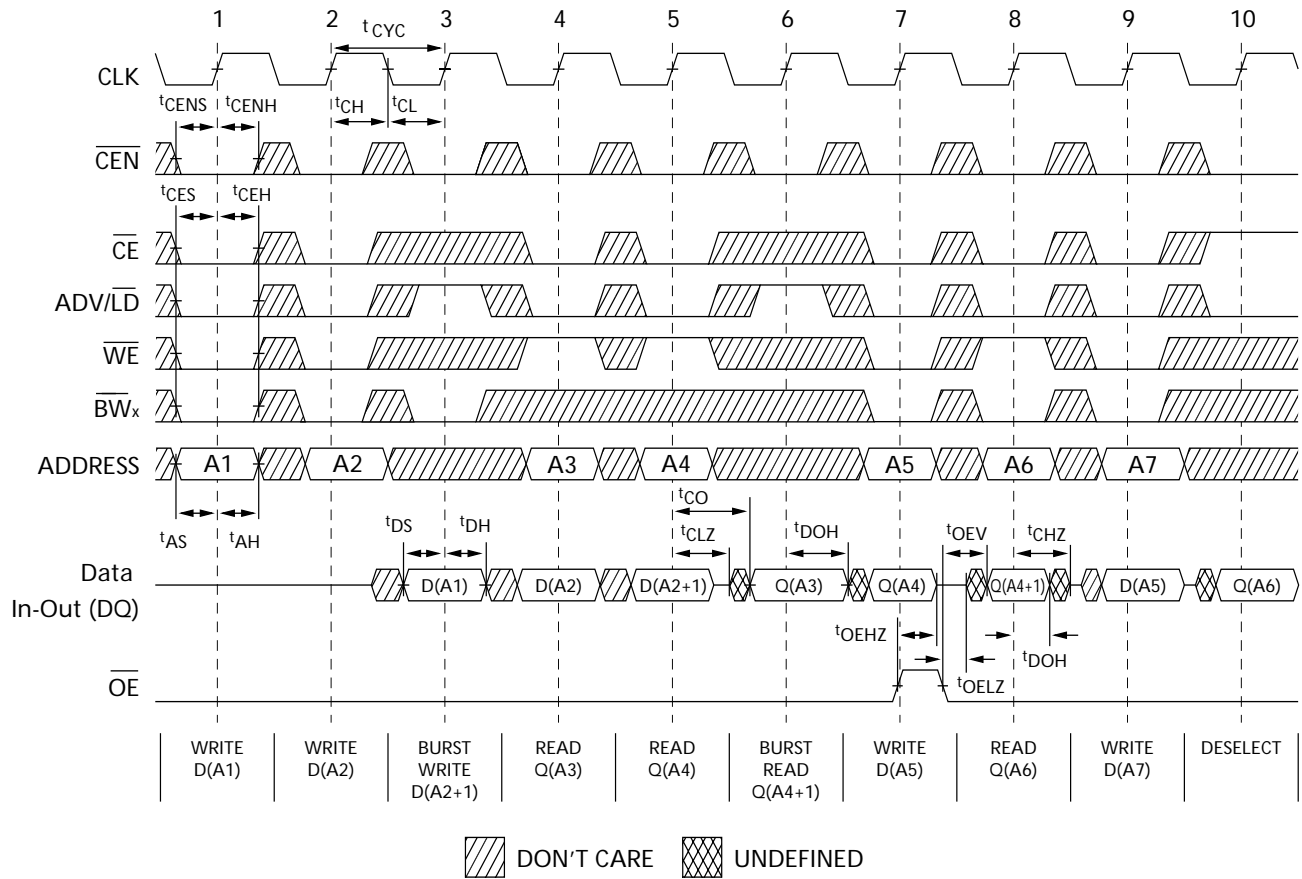 1 2 3 4 5 6 7 8 9 10
tCYC
CLK
tCENS tCENH tCH tCL
CEN
tCES tCEH
CE
ADV/LD
WE
BWx
ADDRESS A1 A2 A3 A4 A5 A6 A7
tCO
tAS tAH tDS tDH tCLZ tDOH tOEV tCHZ
Data
In-Out (DQ)
D(A1) D(A2) D(A2+1) Q(A3) Q(A4) Q(A4+1) D(A5) Q(A6)
tOEHZ tDOH
tOELZ
OE
WRITE
D(A1)
WRITE
D(A2)
BURST
WRITE
D(A2+1)
READ
Q(A3)
READ
Q(A4)
BURST
READ
Q(A4+1)
WRITE
D(A5)
READ
Q(A6)
WRITE
D(A7)
DESELECT
DON'T CARE UNDEFINED